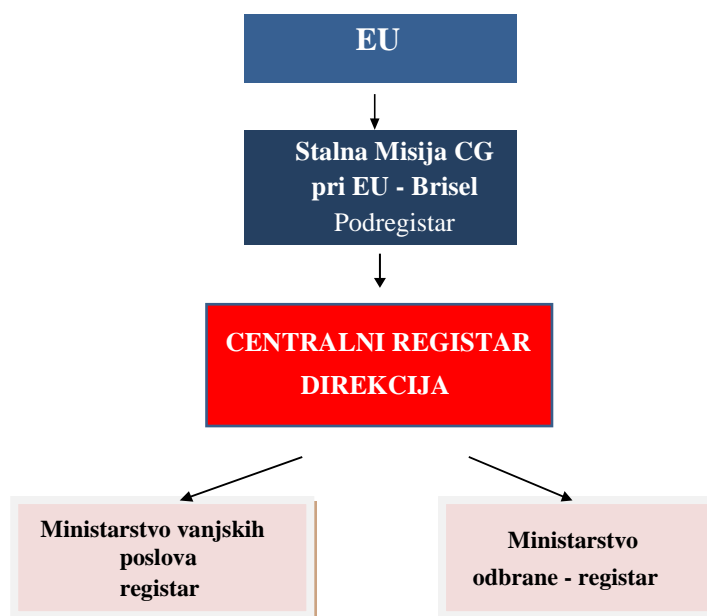 EU
Stalna Misija CG
pri EU - Brisel
Podregistar
CENTRALNI REGISTAR
DIREKCIJA
Ministarstvo vanjskih
poslova
registar
Ministarstvo
odbrane - registar